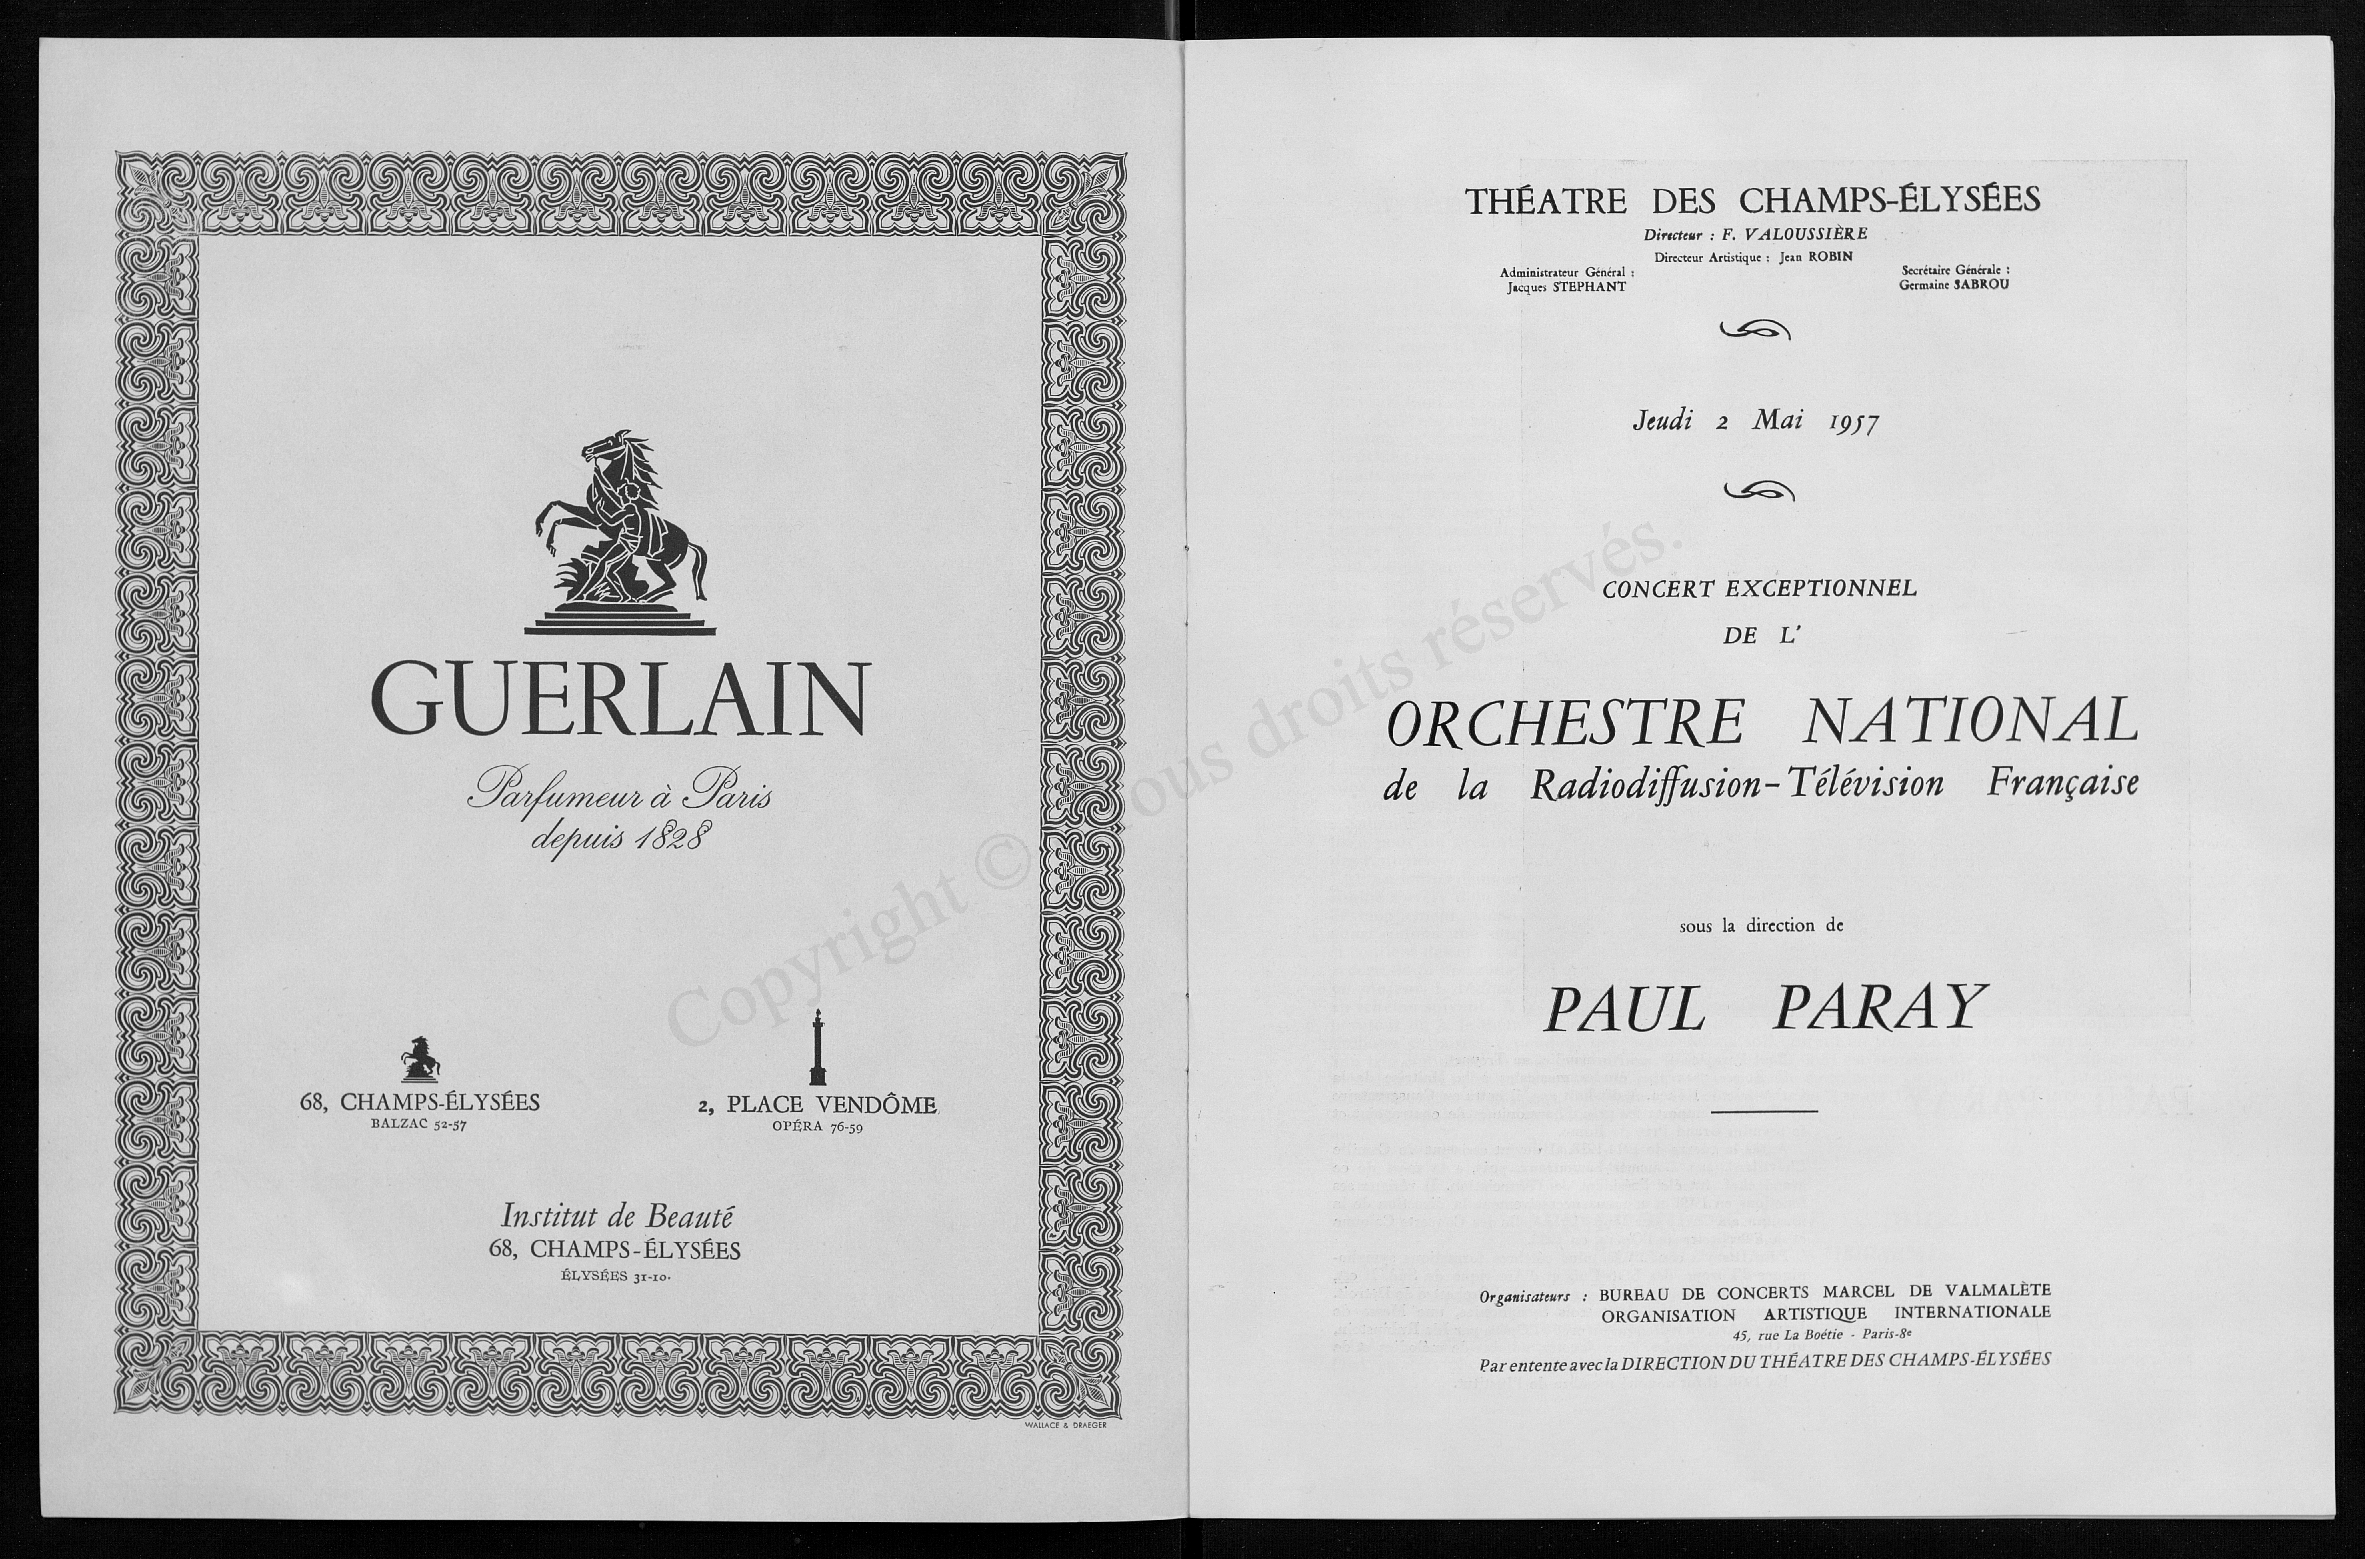 GUERLAIN
Parfumeur à Paris
depuis 1828
68, CHAMPS-ÉLYSÉES
BALZAC 52-57
2, PLACE VENDÔME
OPÉRA 76-59
Institut de Beauté
68, CHAMPS-ÉLYSÉES
ÉLYSÉES 31-10.
WALLACE & DRAEGER
THÉATRE DES CHAMPS-ÉLYSÉES
Directeur : F. VALOUSSIÈRE
Directeur Artistique : Jean ROBIN
Administrateur Général :
Jacques STEPHANT
Secrétaire Générale :
Germaine SABROU
Jeudi 2 Mai 1957
CONCERT EXCEPTIONNEL
DE L'
ORCHESTRE NATIONAL
de la Radiodiffusion-Télévision Française
sous la direction de
PAUL PARAY
Organisateurs : BUREAU DE CONCERTS MARCEL DE VALMALÈTE
ORGANISATION ARTISTIQUE INTERNATIONALE
45, rue La Boétie - Paris-8e
Par entente avec la DIRECTION DU THÉATRE DES CHAMPS-ÉLYSÉES
Copyright © ous droits réservés.